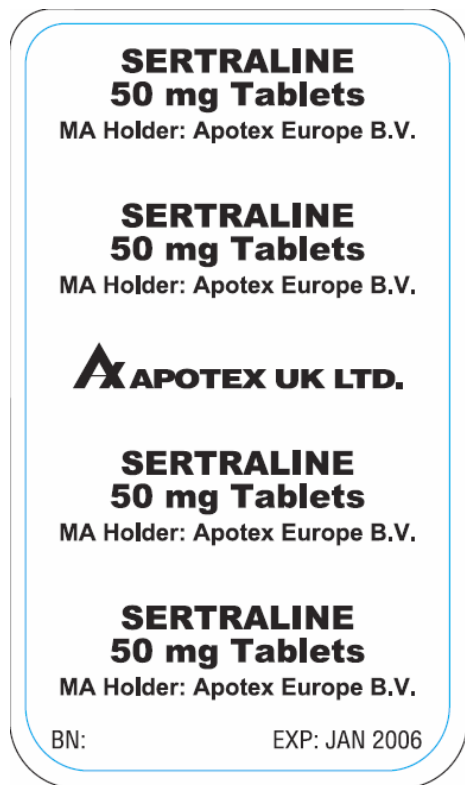 SERTRALINE
50 mg Tablets
MA Holder: Apotex Europe B.V.
SERTRALINE
50 mg Tablets
MA Holder: Apotex Europe B.V.
APOTEX UK LTD.
SERTRALINE
50 mg Tablets
MA Holder: Apotex Europe B.V.
SERTRALINE
50 mg Tablets
MA Holder: Apotex Europe B.V.
BN: EXP: JAN 2006